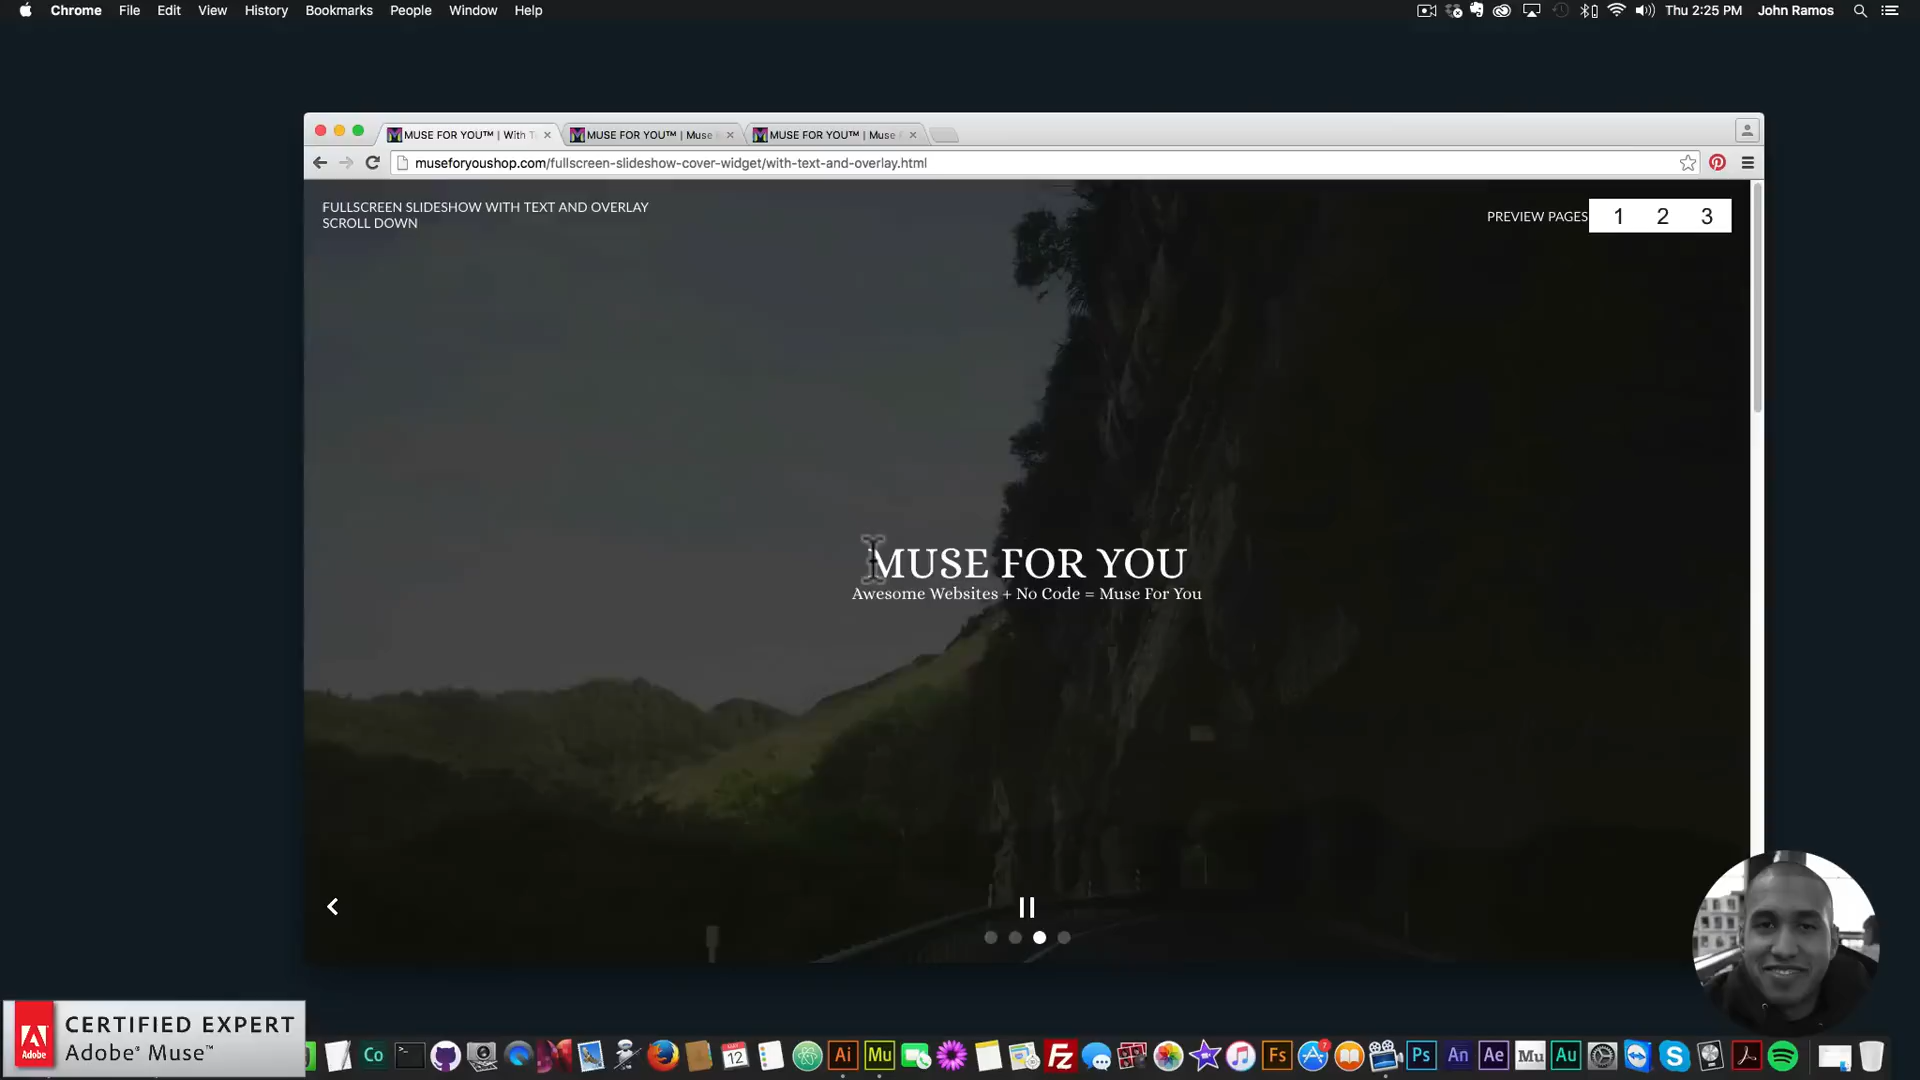 Chrome File Edit View History Bookmarks People Window Help
Thu 2:25 PM John Ramos
MUSE FOR YOU™ | With T
MUSE FOR YOU™ | Muse
MUSE FOR YOU™ | Muse
museforyoushop.com/fullscreen-slideshow-cover-widget/with-text-and-overlay.html
FULLSCREEN SLIDESHOW WITH TEXT AND OVERLAY
SCROLL DOWN
PREVIEW PAGES 1 2 3
MUSE FOR YOU
Awesome Websites + No Code = Muse For You
CERTIFIED EXPERT
Adobe® Muse™
Adobe
Co
12
Ai
Mu
FZ
Fs
7
Ps
An
Ae
Mu
Au